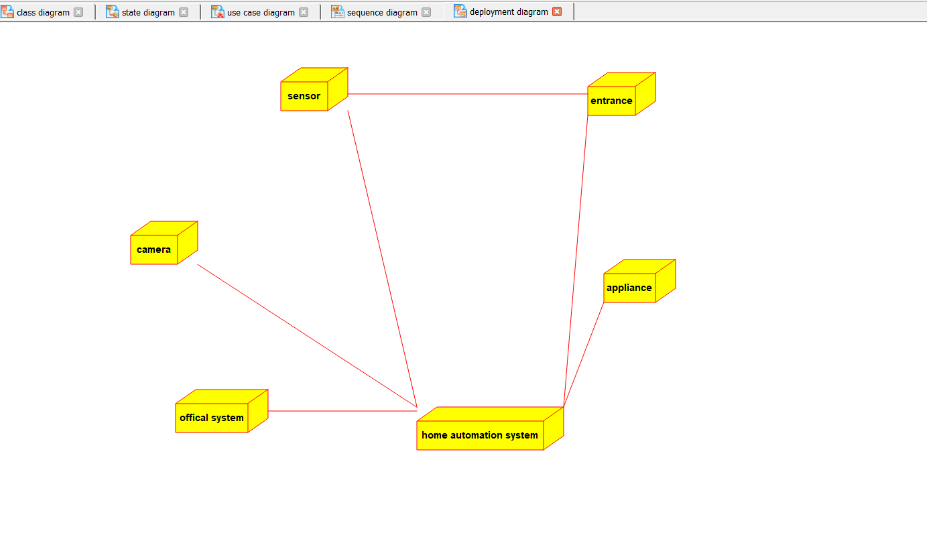 class diagram
state diagram
use case diagram
sequence diagram
deployment diagram
sensor
entrance
camera
appliance
offical system
home automation system